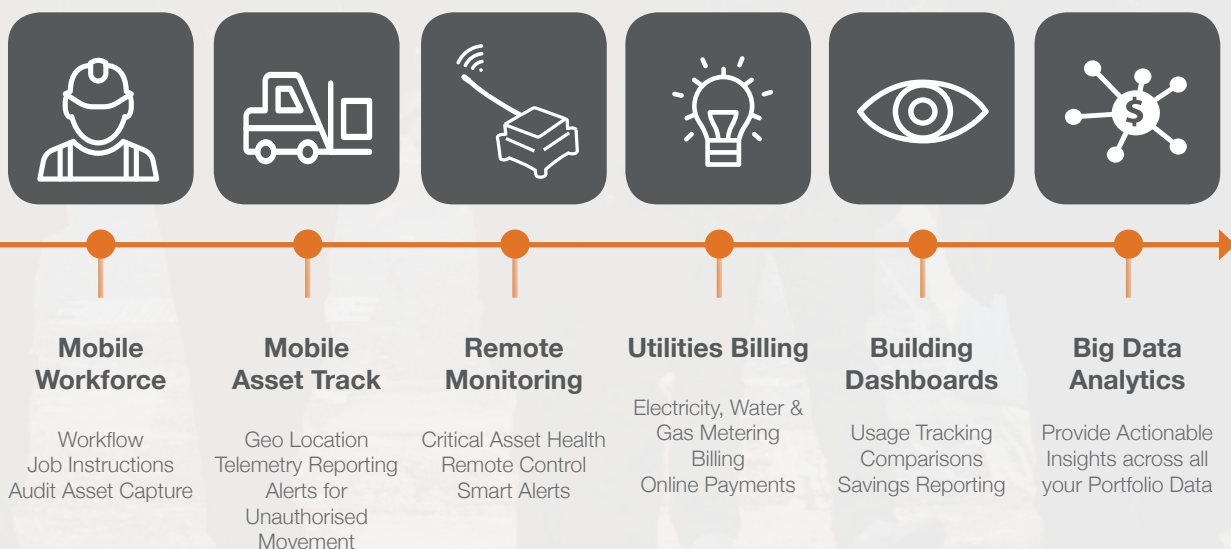 $
Mobile
Workforce
Workflow
Job Instructions
Audit Asset Capture
Mobile
Asset Track
Geo Location
Telemetry Reporting
Alerts for
Unauthorised
Movement
Remote
Monitoring
Critical Asset Health
Remote Control
Smart Alerts
Utilities Billing
Electricity, Water &
Gas Metering
Billing
Online Payments
Building
Dashboards
Usage Tracking
Comparisons
Savings Reporting
Big Data
Analytics
Provide Actionable
Insights across all
your Portfolio Data